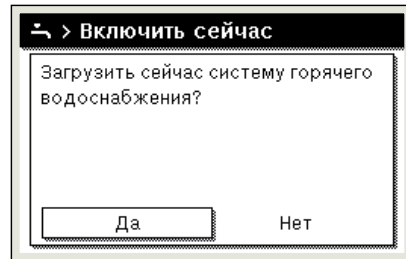 > Включить сейчас
Загрузить сейчас систему горячего
водоснабжения?
Да Нет